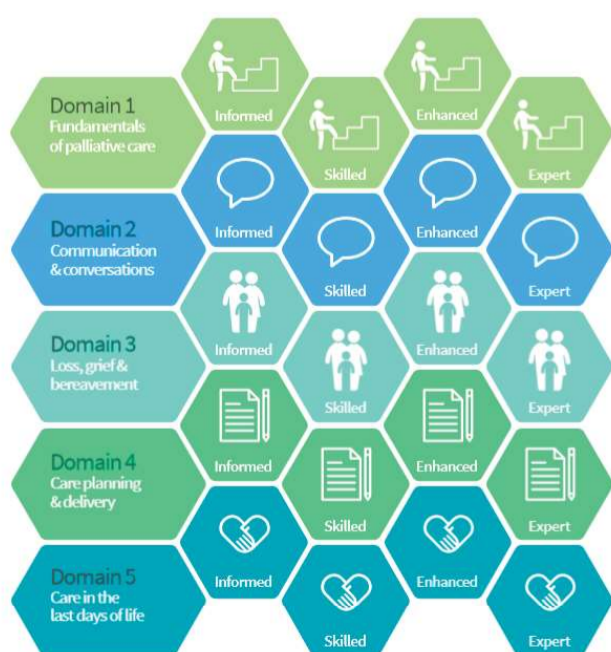 Domain 1
Fundamentals
of palliative care
Informed
Skilled
Enhanced
Expert
Domain 2
Communication
& conversations
Informed
Skilled
Enhanced
Expert
Domain 3
Loss, grief &
bereavement
Informed
Skilled
Enhanced
Expert
Domain 4
Care planning
& delivery
Informed
Skilled
Enhanced
Expert
Domain 5
Care in the
last days of life
Informed
Skilled
Enhanced
Expert